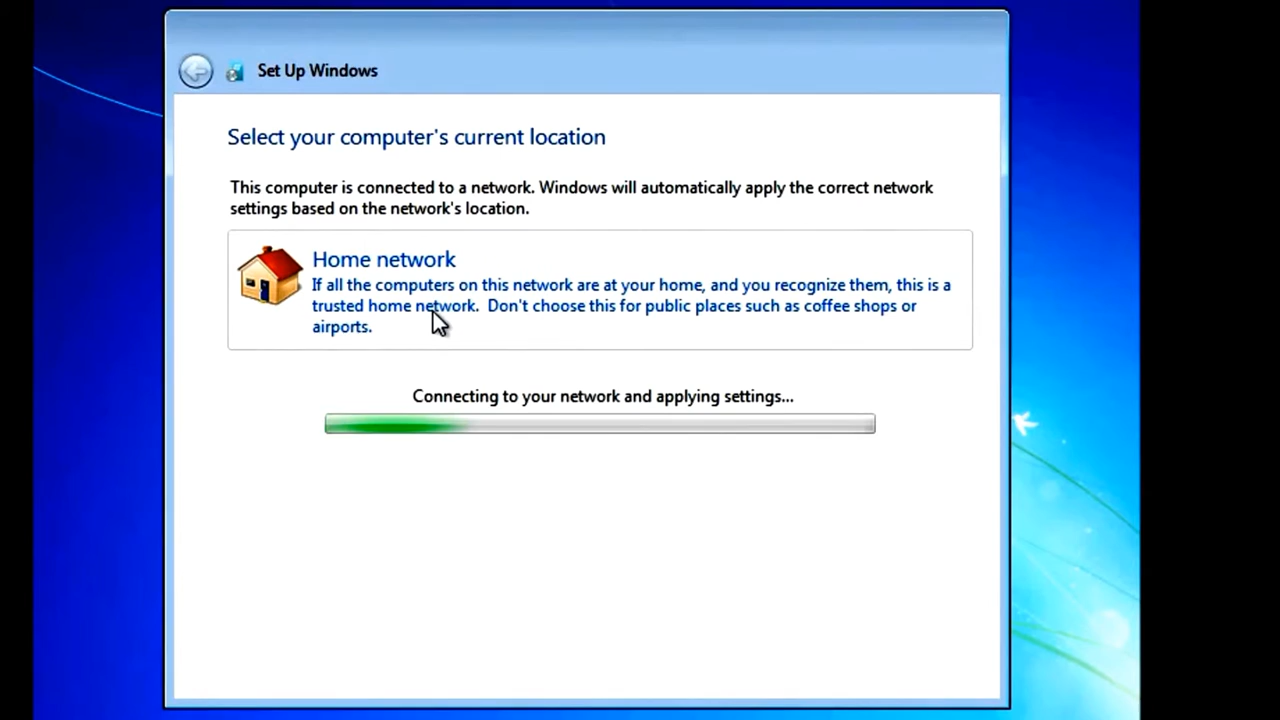 Set Up Windows
Select your computer's current location
This computer is connected to a network. Windows will automatically apply the correct network
settings based on the network's location.
Home network
If all the computers on this network are at your home, and you recognize them, this is a
trusted home network.  Don't choose this for public places such as coffee shops or
airports.
Connecting to your network and applying settings...